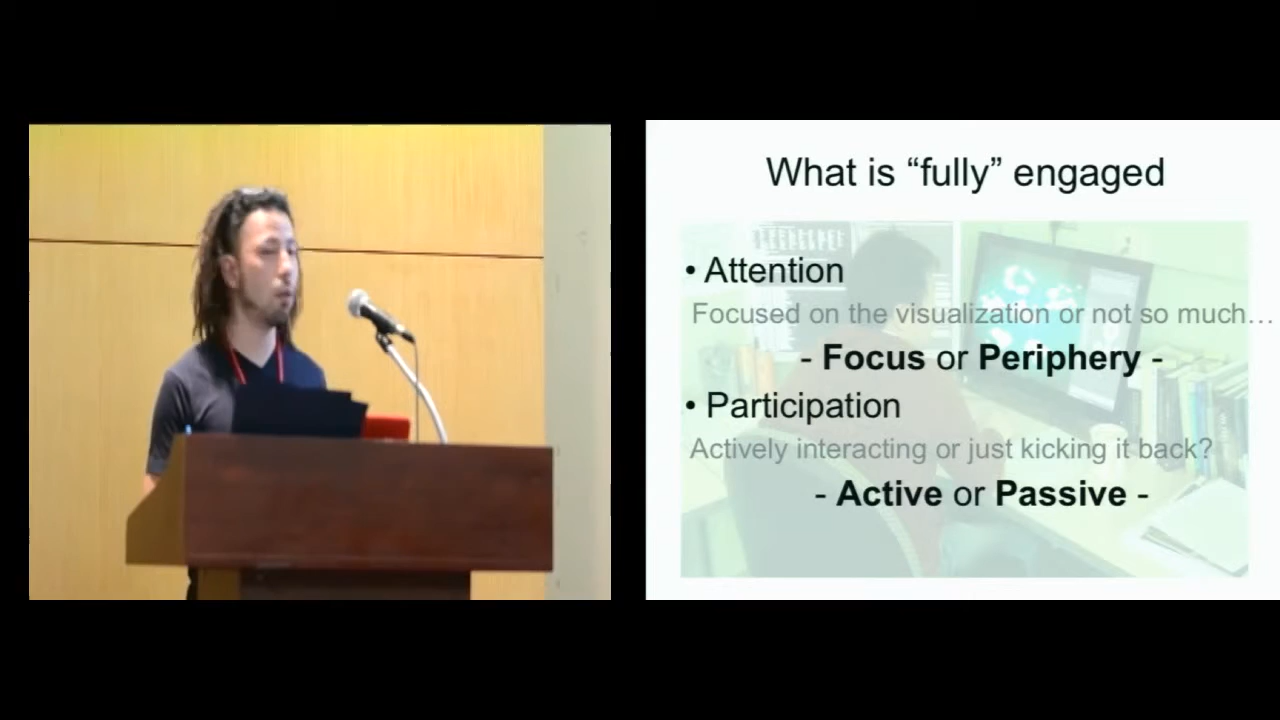 What is “fully” engaged
• Attention
Focused on the visualization or not so much…
- Focus or Periphery -
• Participation
Actively interacting or just kicking it back?
- Active or Passive -